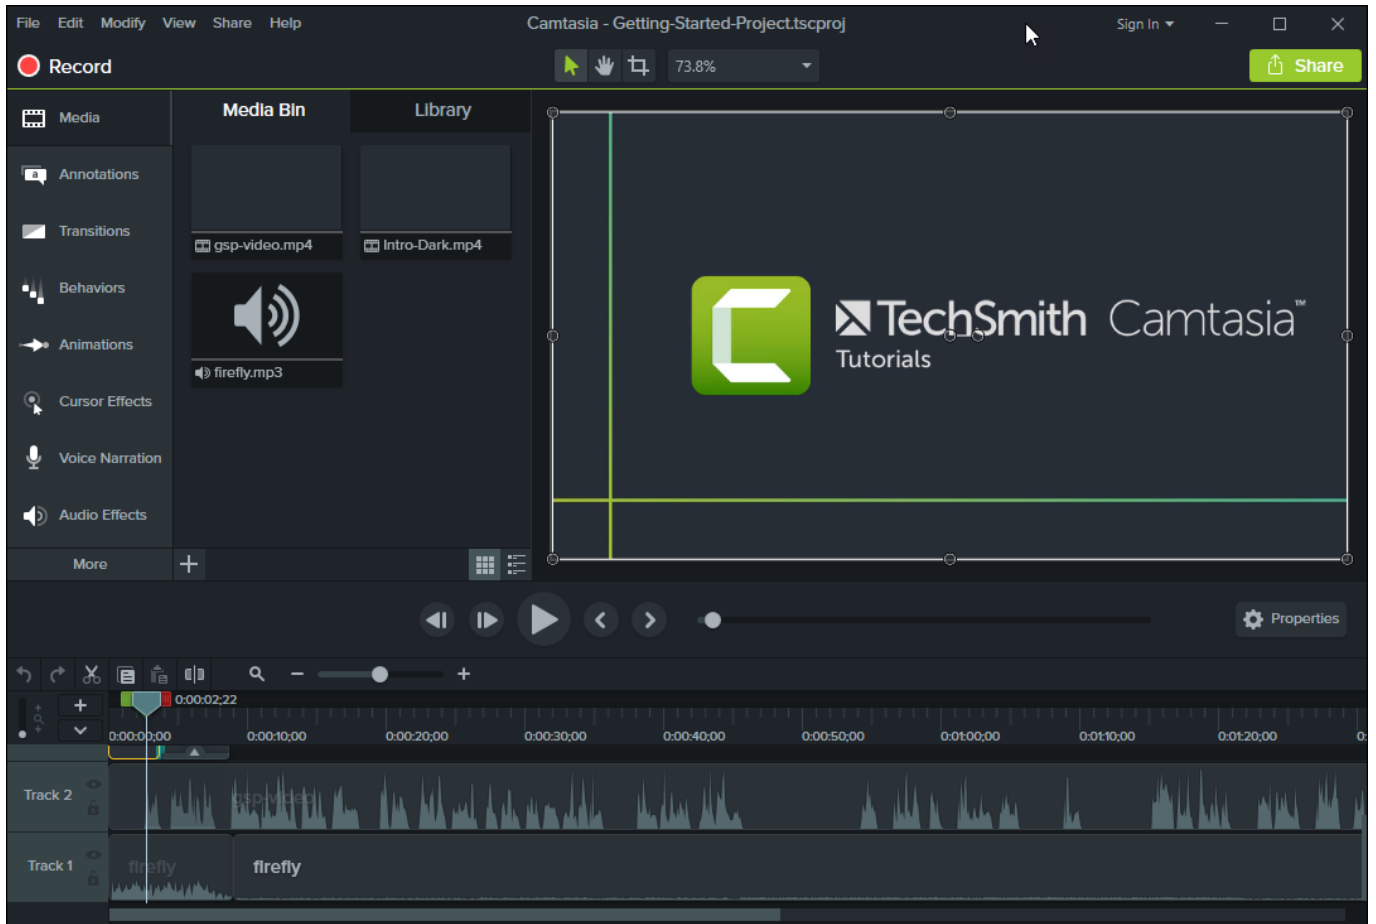 File Edit Modify View Share Help Camtasia - Getting-Started-Project.tscproj Sign In
Record 73.8% Share
Media
Annotations
Transitions
Behaviors
Animations
Cursor Effects
Voice Narration
Audio Effects
More
Media Bin Library
gsp-video.mp4 Intro-Dark.mp4
firefly.mp3
TechSmith Camtasia™
Tutorials
Properties
0:00:02;22
0:00:00;00 0:00:10;00 0:00:20;00 0:00:30;00 0:00:40;00 0:00:50;00 0:01:00;00 0:01:10;00 0:01:20;00 0:
Track 2 gsp-video
Track 1 firefly firefly